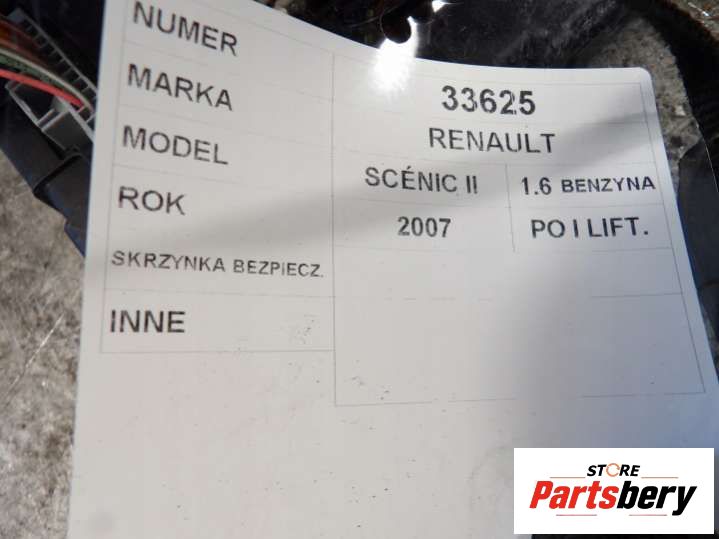 NUMER 33625
MARKA RENAULT
MODEL SCÉNIC II 1.6 BENZYNA
ROK 2007 PO I LIFT.
SKRZYNKA BEZPIECZ.
INNE
STORE
Partsbery